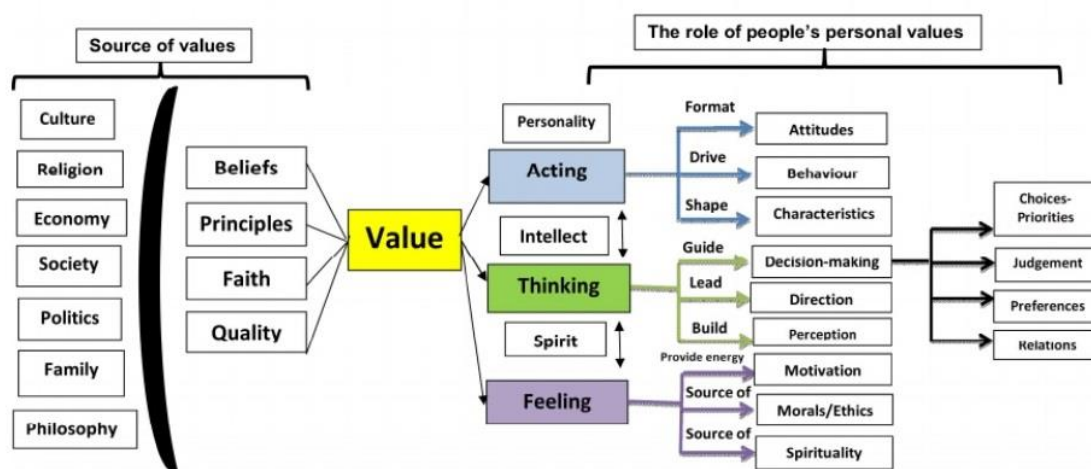 Source of values
The role of people's personal values
Culture
Religion
Economy
Society
Politics
Family
Philosophy
Beliefs
Principles
Faith
Quality
Value
Personality
Acting
Intellect
Thinking
Spirit
Feeling
Format
Attitudes
Drive
Behaviour
Shape
Characteristics
Guide
Decision-making
Lead
Direction
Build
Perception
Provide energy
Motivation
Source of
Morals/Ethics
Source of
Spirituality
Choices-
Priorities
Judgement
Preferences
Relations